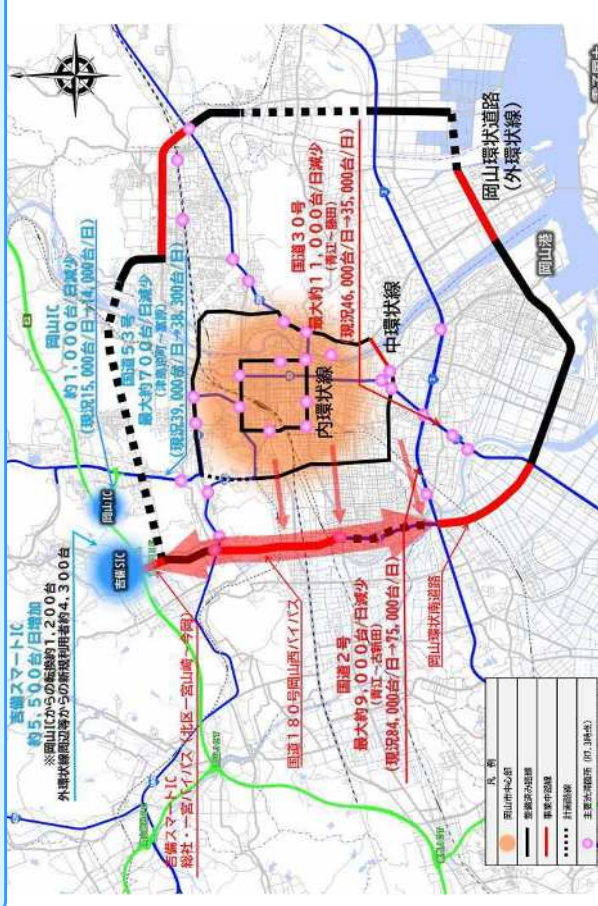 吉備スマートIC
約5,500台/日増加
※岡山ICからの転換約1,200台
外環状線周辺等からの新規利用者約4,300台
岡山IC
約1,000台/日減少
(現況15,000台/日→14,000台/日)
国道53号
最大約700台/日減少
(現況39,000台/日→38,300台/日)
吉備SIC
岡山IC
吉備スマートIC
総社・一宮バイパス(北区一宮山崎~今岡)
国道180号岡山西バイパス
国道2号
最大約9,000台/日減少
(青江~古新田)
(現況84,000台/日→75,000台/日)
岡山環状南道路
国道30号
最大約11,000台/日減少
(青江~藤田)
現況46,000台/日→35,000台/日)
内環状線
中環状線
岡山環状道路
(外環状線)
岡山港
凡例
岡山市中心部
整備済み路線
事業中路線
計画路線
主要渋滞箇所 (R7.3時点)